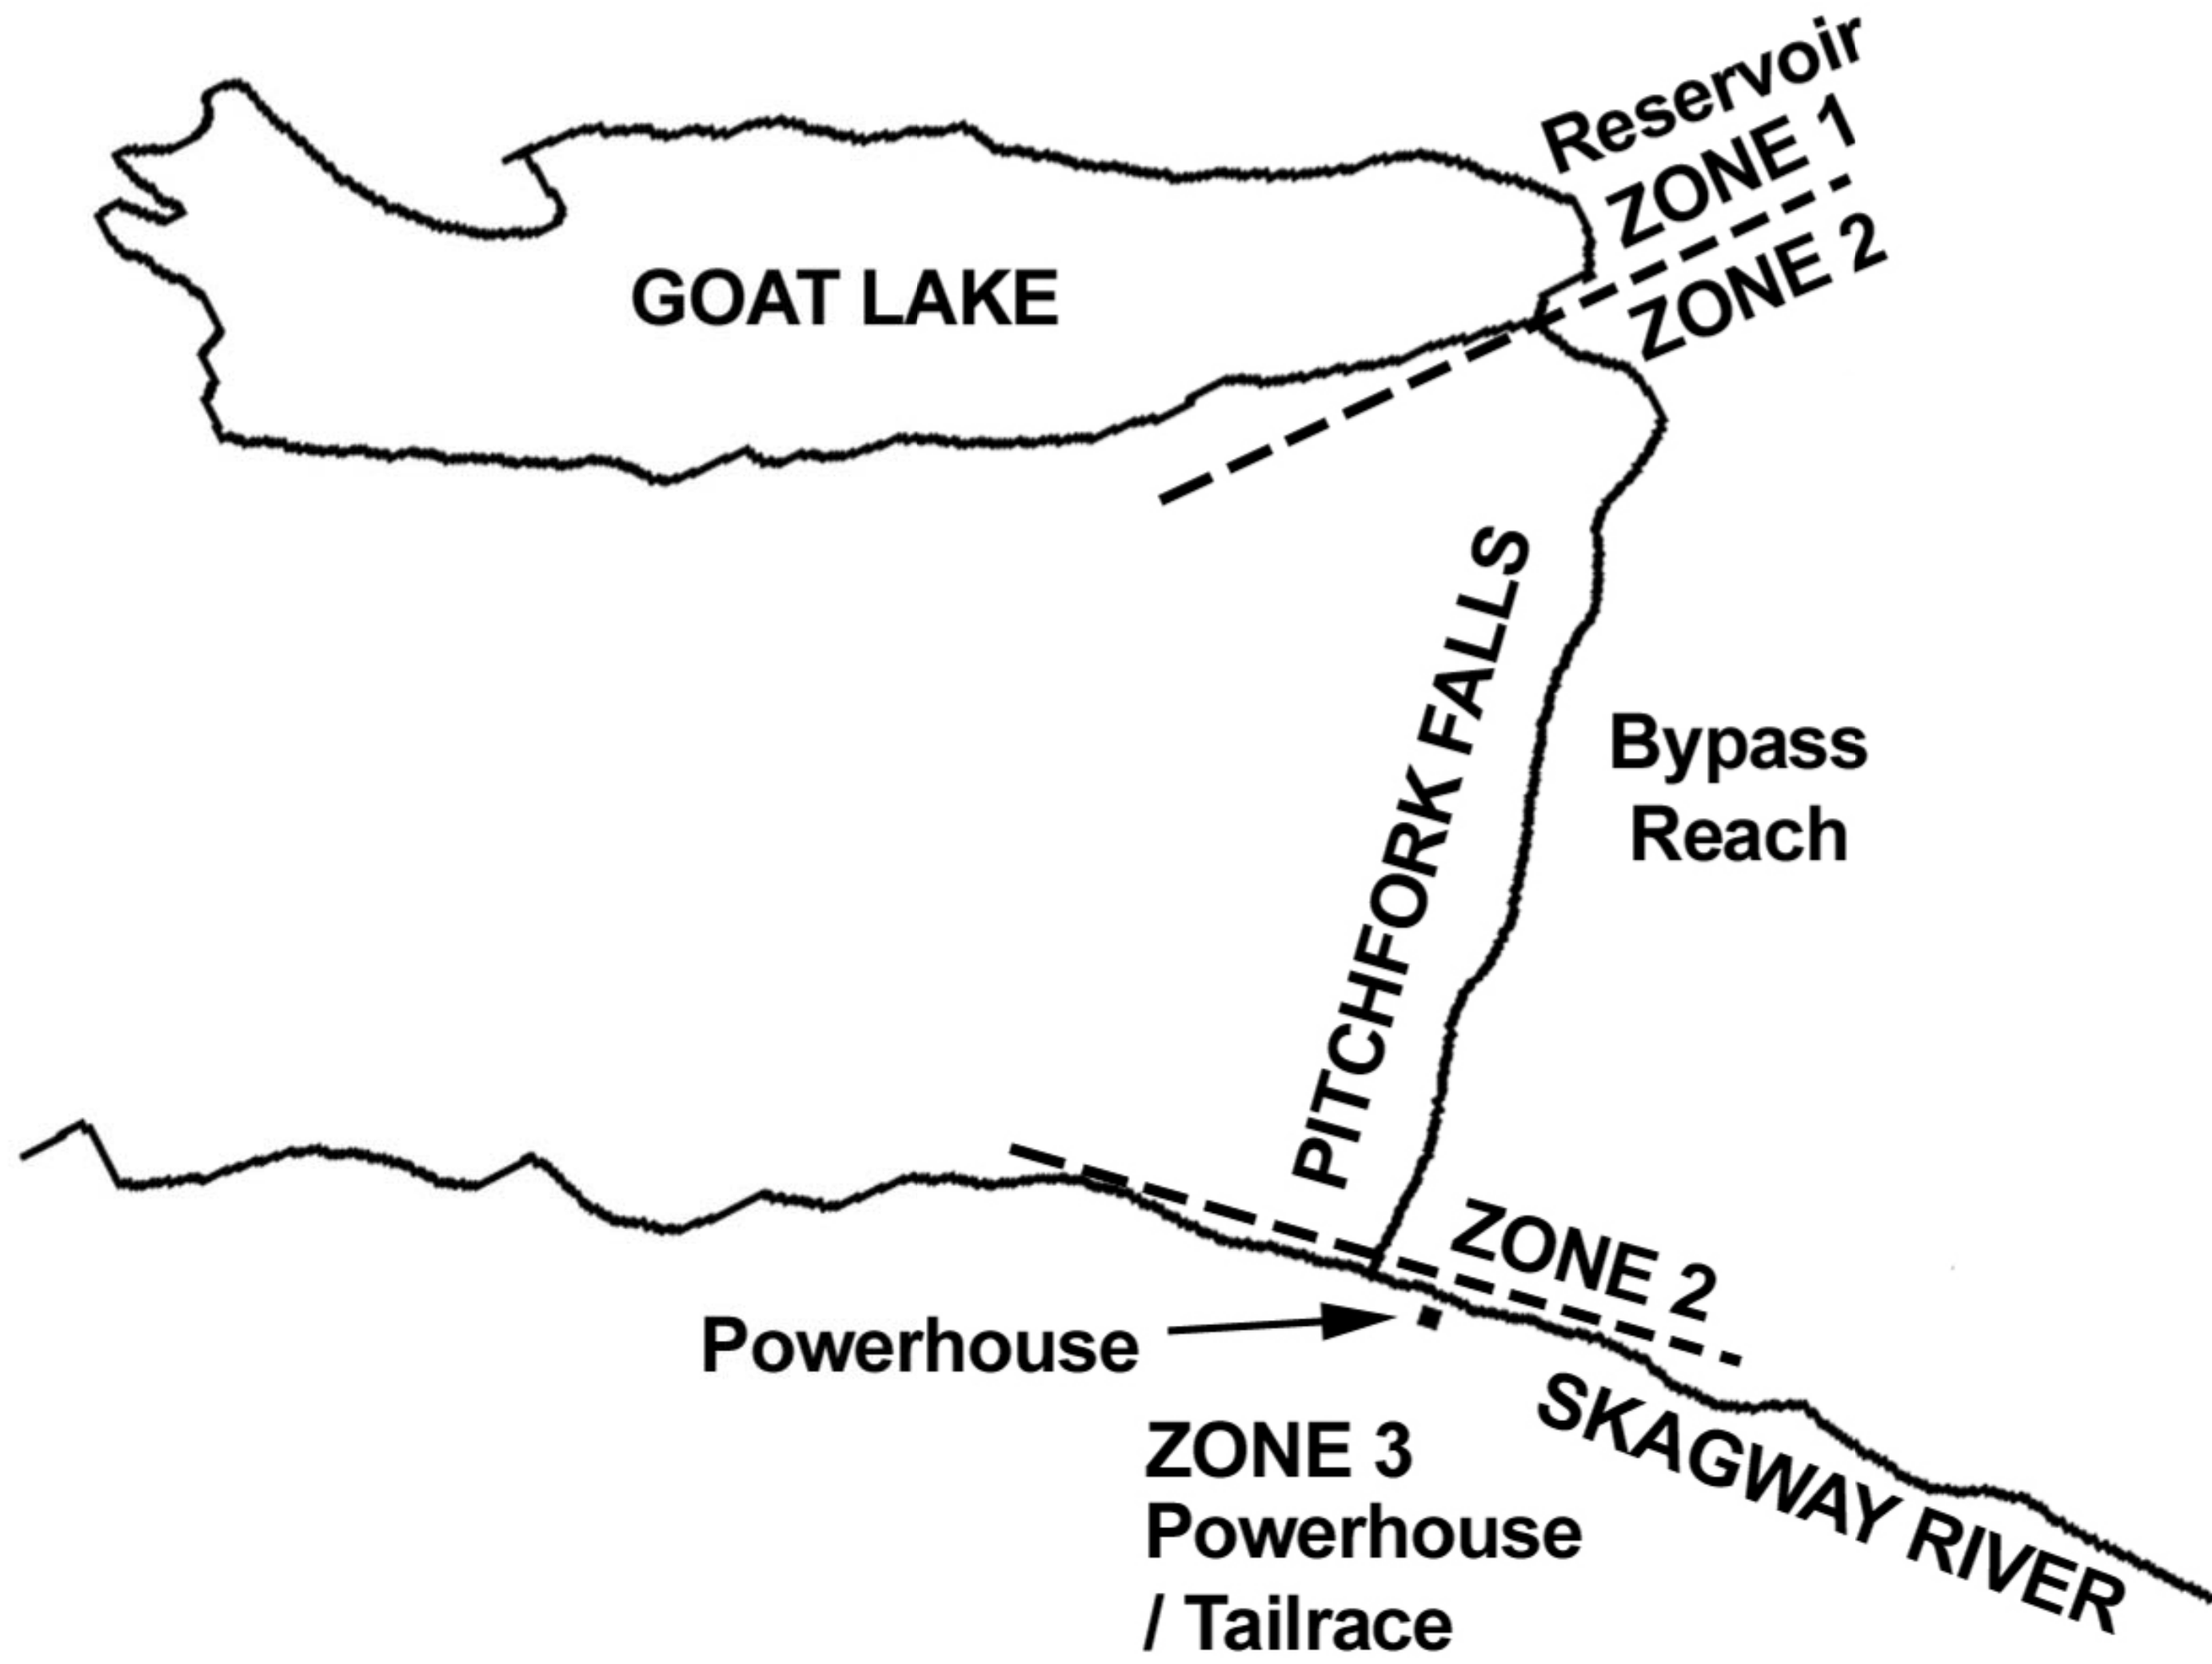 Reservoir
ZONE 1
ZONE 2
GOAT LAKE
PITCHFORK FALLS
Bypass
Reach
ZONE 2
Powerhouse
SKAGWAY RIVER
ZONE 3
Powerhouse
/ Tailrace